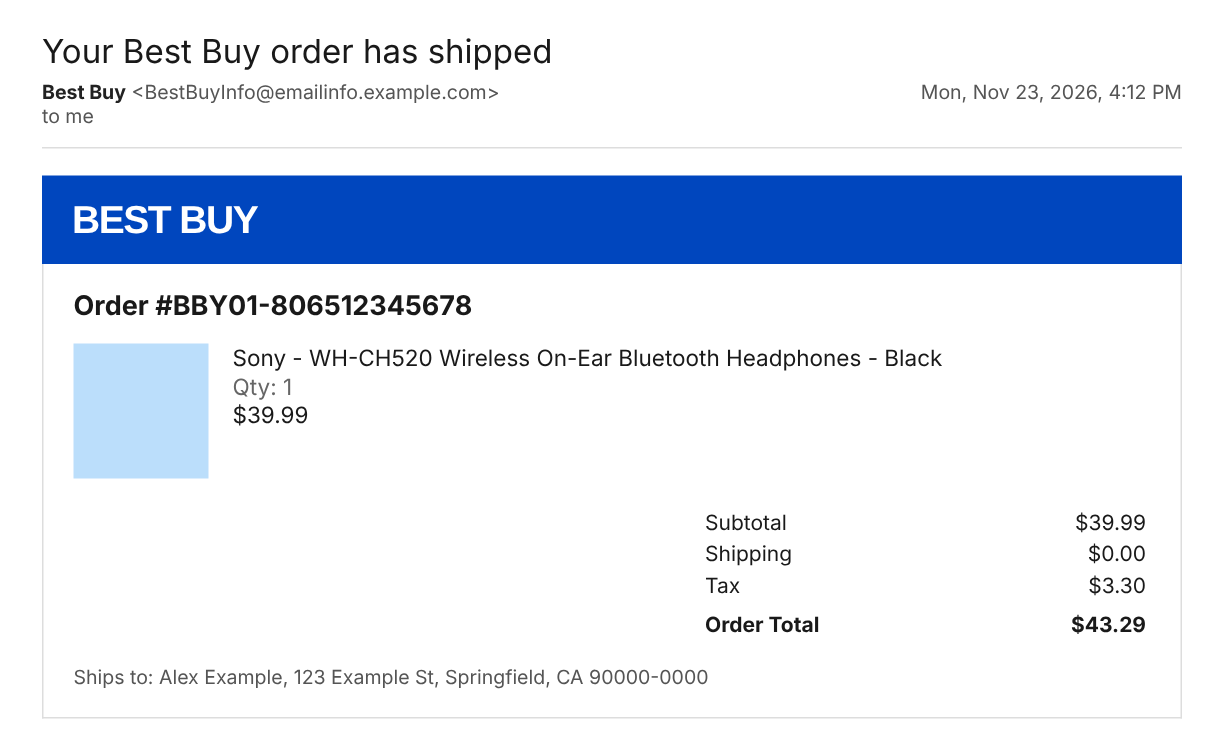 Your Best Buy order has shipped
Best Buy <BestBuyInfo@emailinfo.example.com> Mon, Nov 23, 2026, 4:12 PM
to me
BEST BUY
Order #BBY01-806512345678
Sony - WH-CH520 Wireless On-Ear Bluetooth Headphones - Black
Qty: 1
$39.99
Subtotal $39.99
Shipping $0.00
Tax $3.30
Order Total $43.29
Ships to: Alex Example, 123 Example St, Springfield, CA 90000-0000